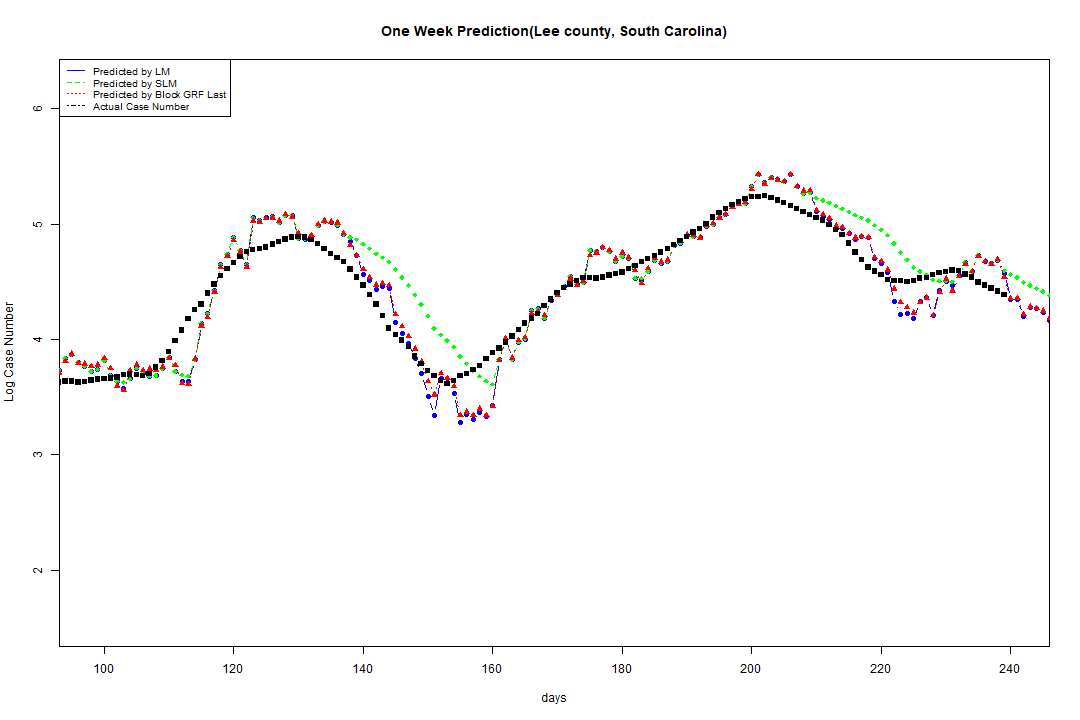 One Week Prediction(Lee county, South Carolina)
Predicted by LM
Predicted by SLM
Predicted by Block GRF Last
Actual Case Number
6
5
4
3
2
Log Case Number
100 120 140 160 180 200 220 240
days